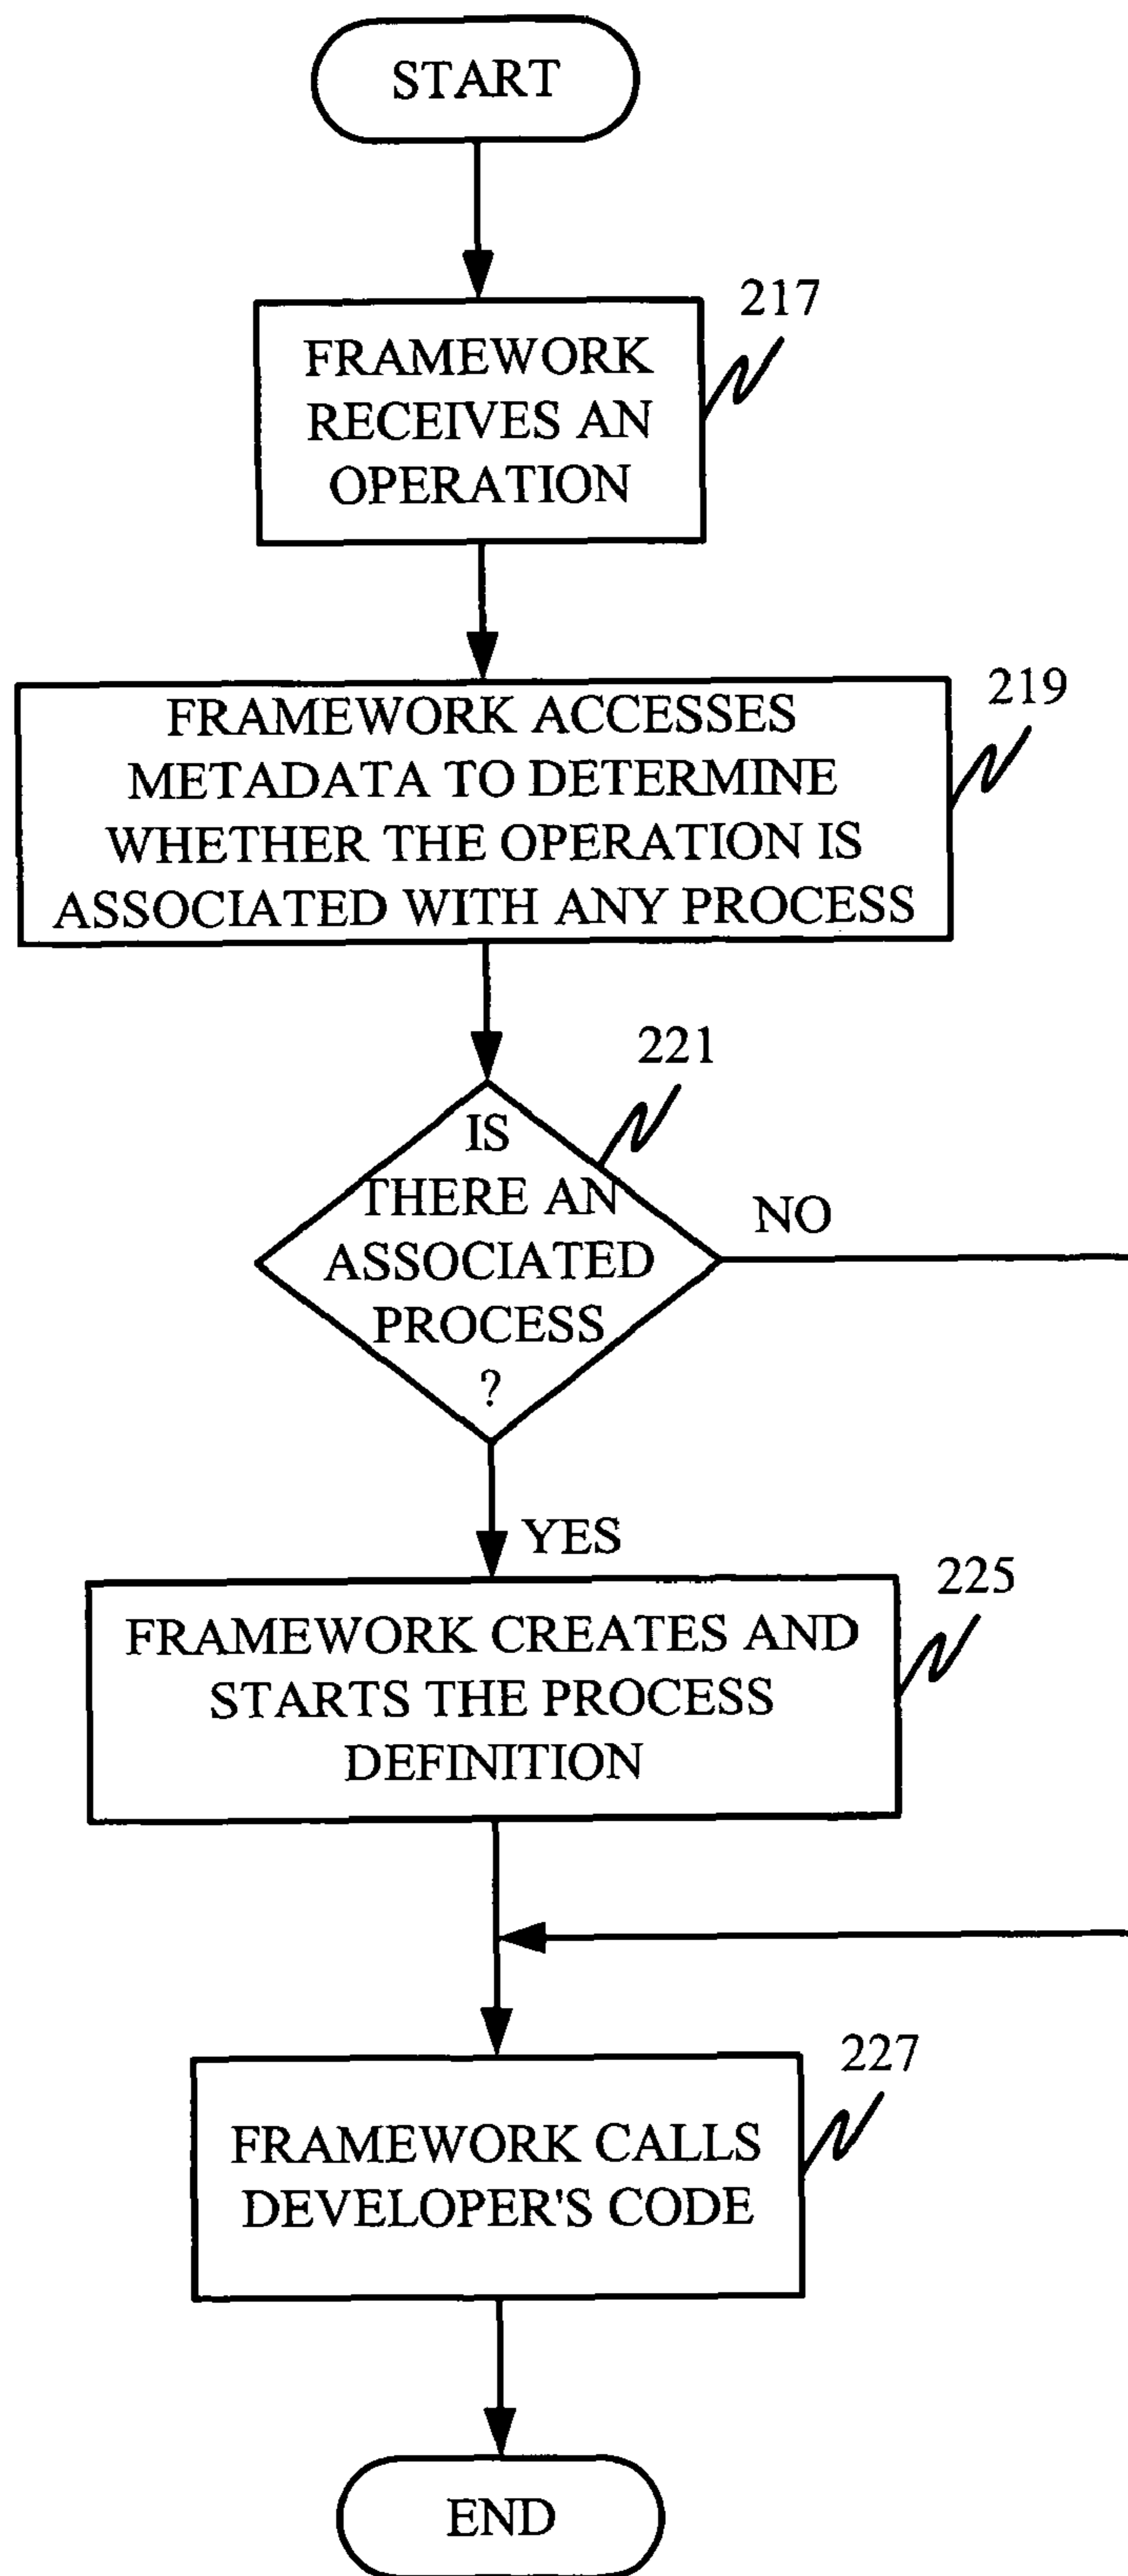 START
217
FRAMEWORK
RECEIVES AN
OPERATION
219
FRAMEWORK ACCESSES
METADATA TO DETERMINE
WHETHER THE OPERATION IS
ASSOCIATED WITH ANY PROCESS
221
IS
THERE AN
ASSOCIATED
PROCESS
?
NO
YES
225
FRAMEWORK CREATES AND
STARTS THE PROCESS
DEFINITION
227
FRAMEWORK CALLS
DEVELOPER'S CODE
END